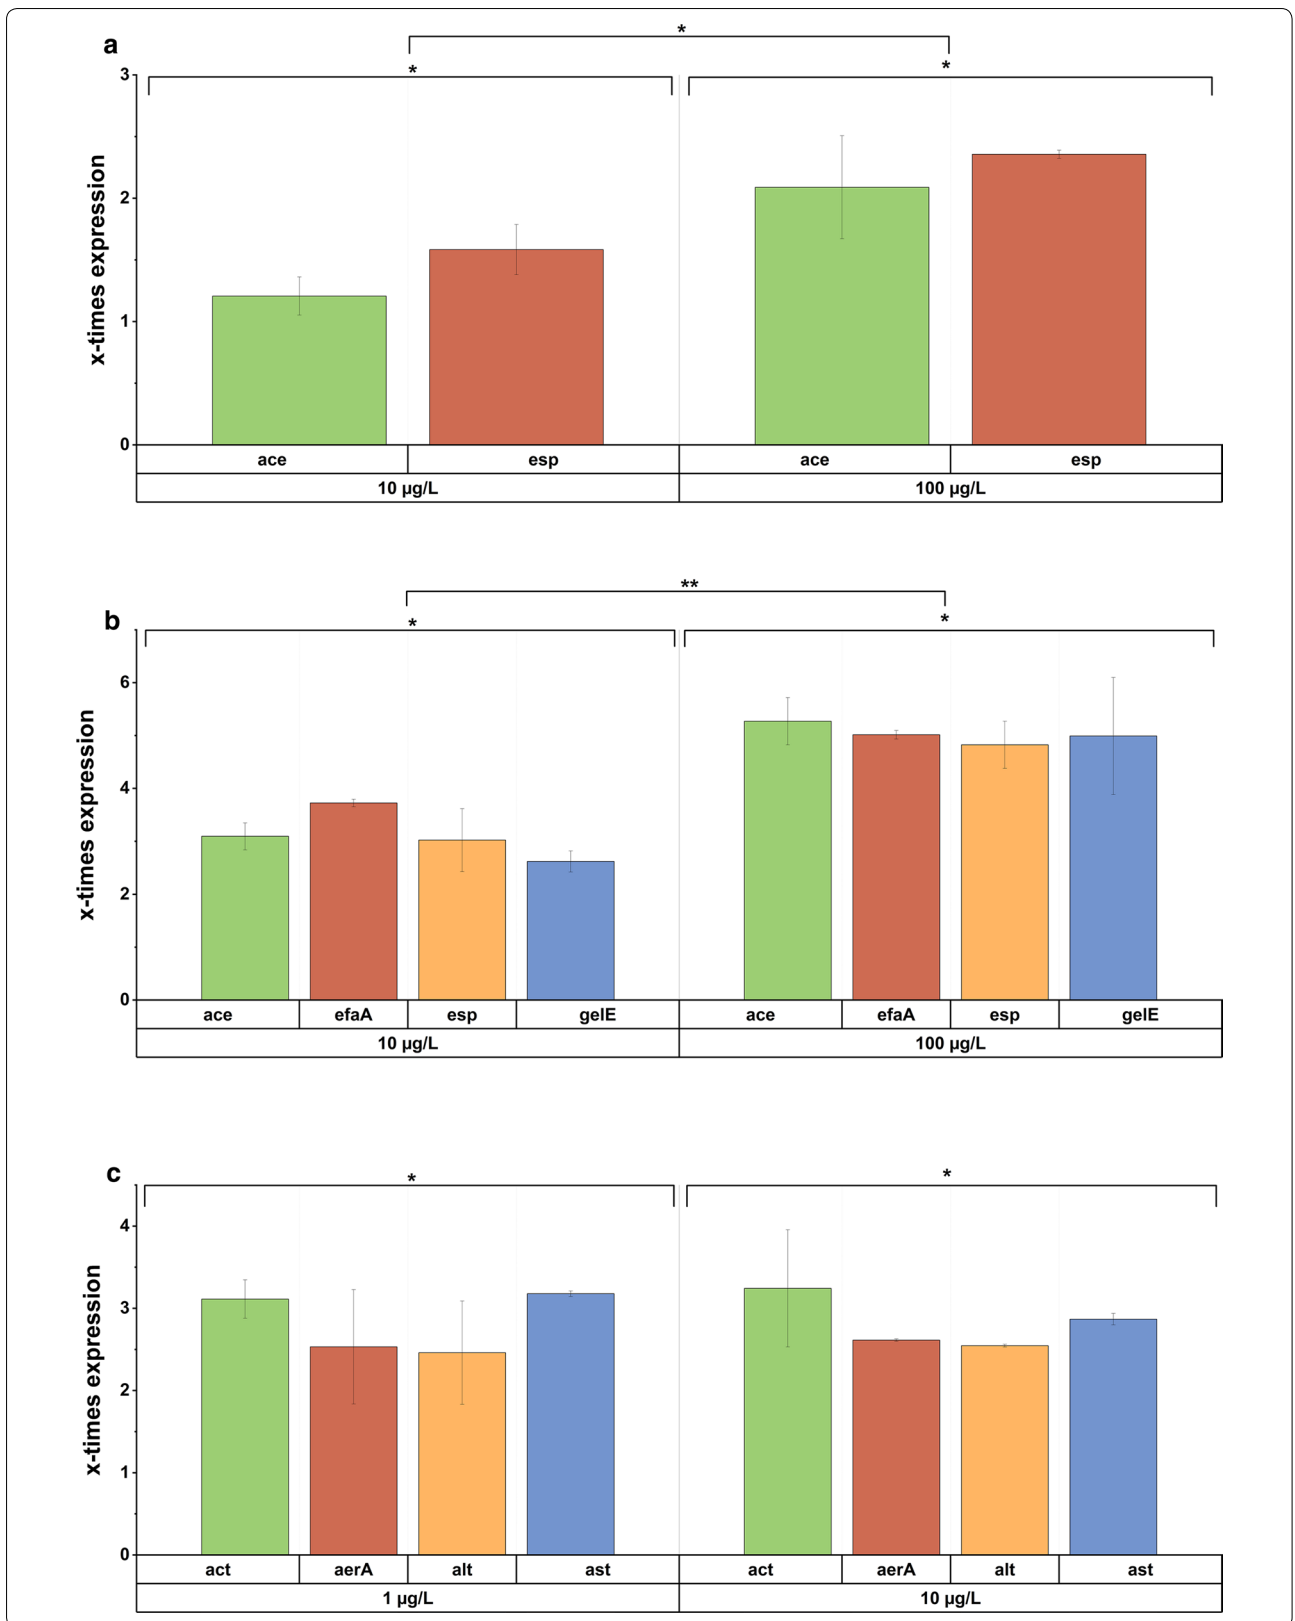 a
*
*
*
3
2
1
0
x-times expression
ace esp ace esp
10 µg/L 100 µg/L
b
**
*
*
6
4
2
0
x-times expression
ace efaA esp gelE ace efaA esp gelE
10 µg/L 100 µg/L
c
*
*
4
3
2
1
0
x-times expression
act aerA alt ast act aerA alt ast
1 µg/L 10 µg/L